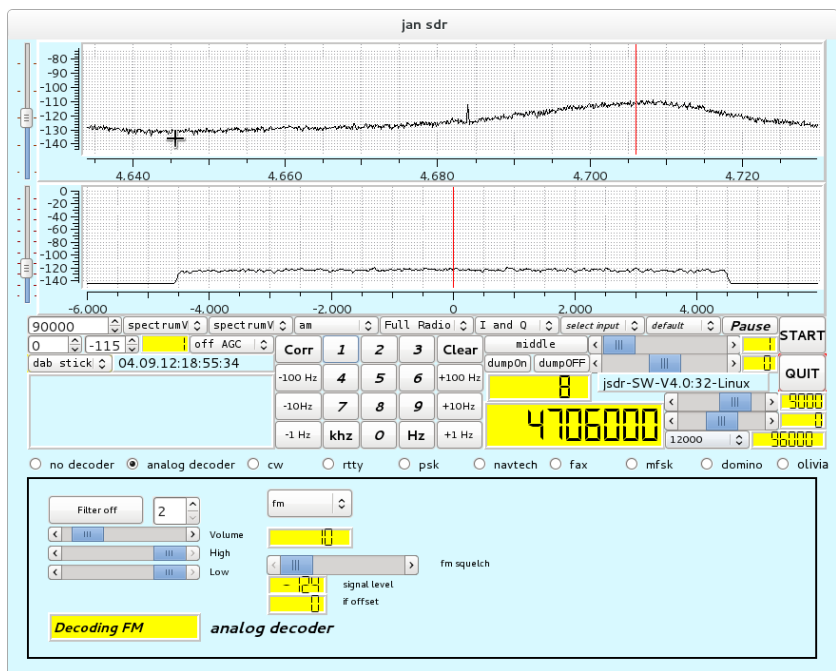 jan sdr
-80
-90
-100
-110
-120
-130
-140
4.640 4.660 4.680 4.700 4.720
0
-20
-40
-60
-80
-100
-120
-140
-6.000 -4.000 -2.000 0 2.000 4.000
90000 spectrumV spectrumV am Full Radio I and Q select input default Pause START
0 -115 1 off AGC Corr 1 2 3 Clear middle 1
dab stick 04.09.12:18:55:34 -100 Hz 4 5 6 +100 Hz dumpOn dumpOFF 0 QUIT
8 jsdr-SW-V4.0:32-Linux
-10Hz 7 8 9 +10Hz 4706000 9000
0
-1 Hz khz 0 Hz +1 Hz 12000 96000
no decoder analog decoder cw rtty psk navtech fax mfsk domino olivia
Filter off 2 fm
Volume 10
High
Low fm squelch
-124 signal level
0 if offset
Decoding FM analog decoder